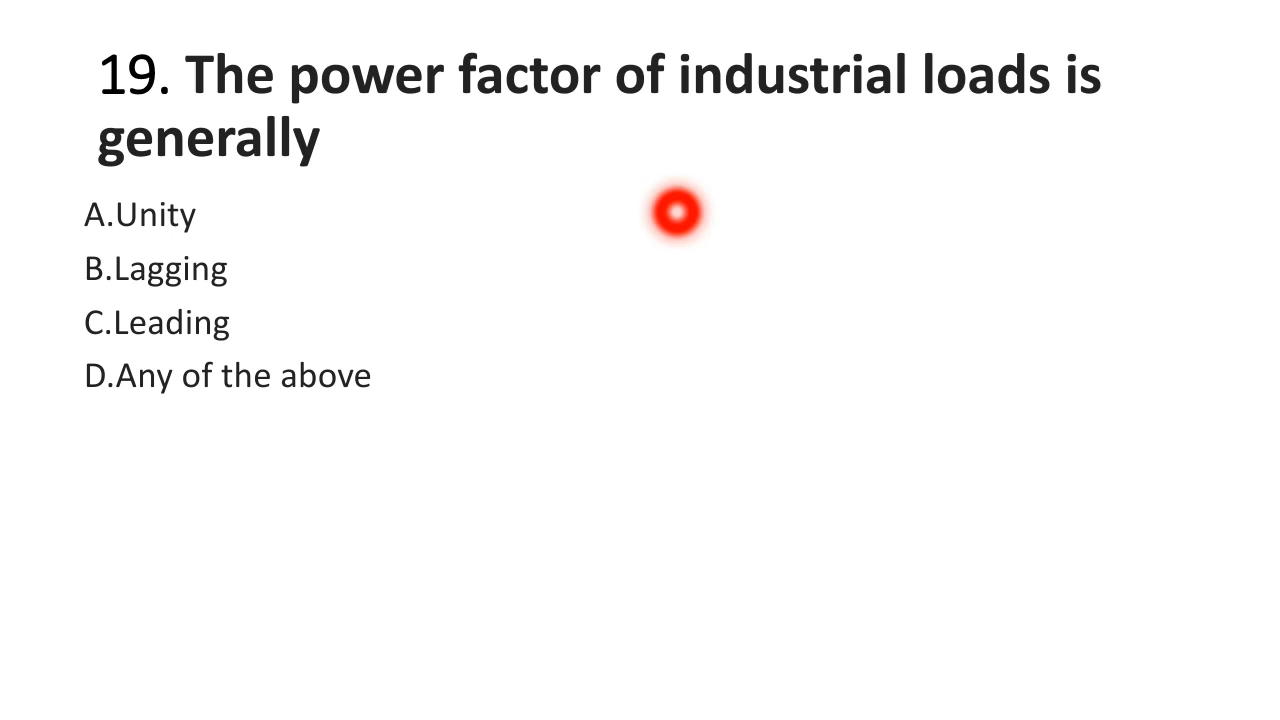 19. The power factor of industrial loads is
generally
A.Unity
B.Lagging
C.Leading
D.Any of the above